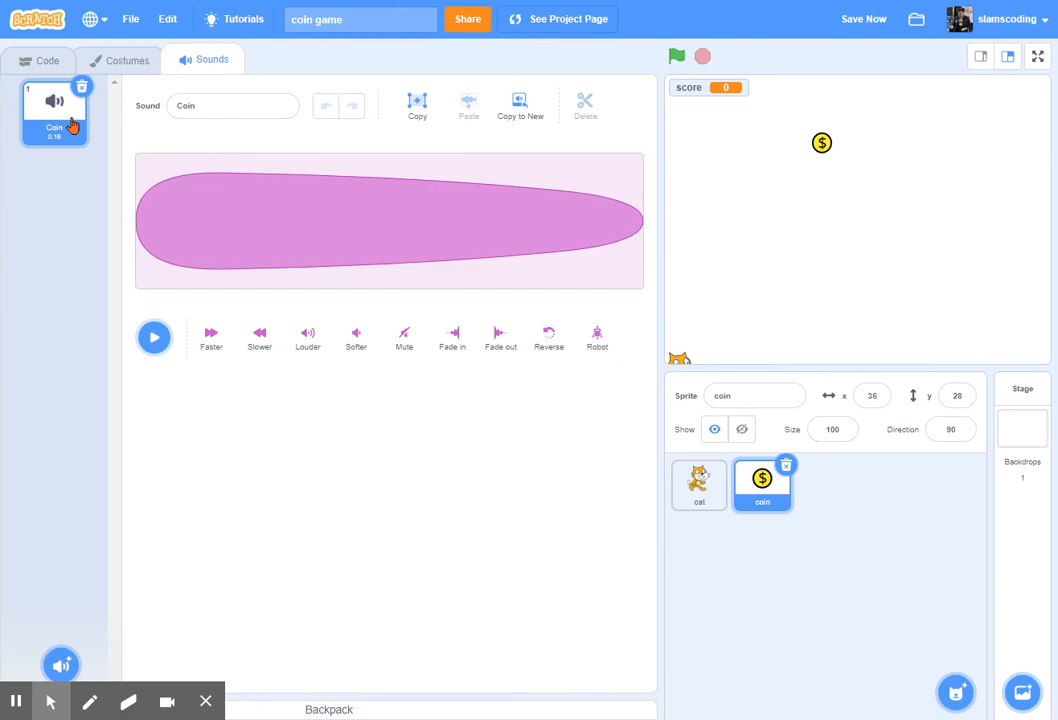 SCRATCH File Edit Tutorials coin game Share See Project Page Save Now slamscoding
Code Costumes Sounds
1
Coin
0.18
Sound Coin
Copy Paste Copy to New Delete
Faster Slower Louder Softer Mute Fade in Fade out Reverse Robot
score 0
$
Sprite coin x 36 y 28
Show Size 100 Direction 90
cat
$
coin
Stage
Backdrops
1
Backpack